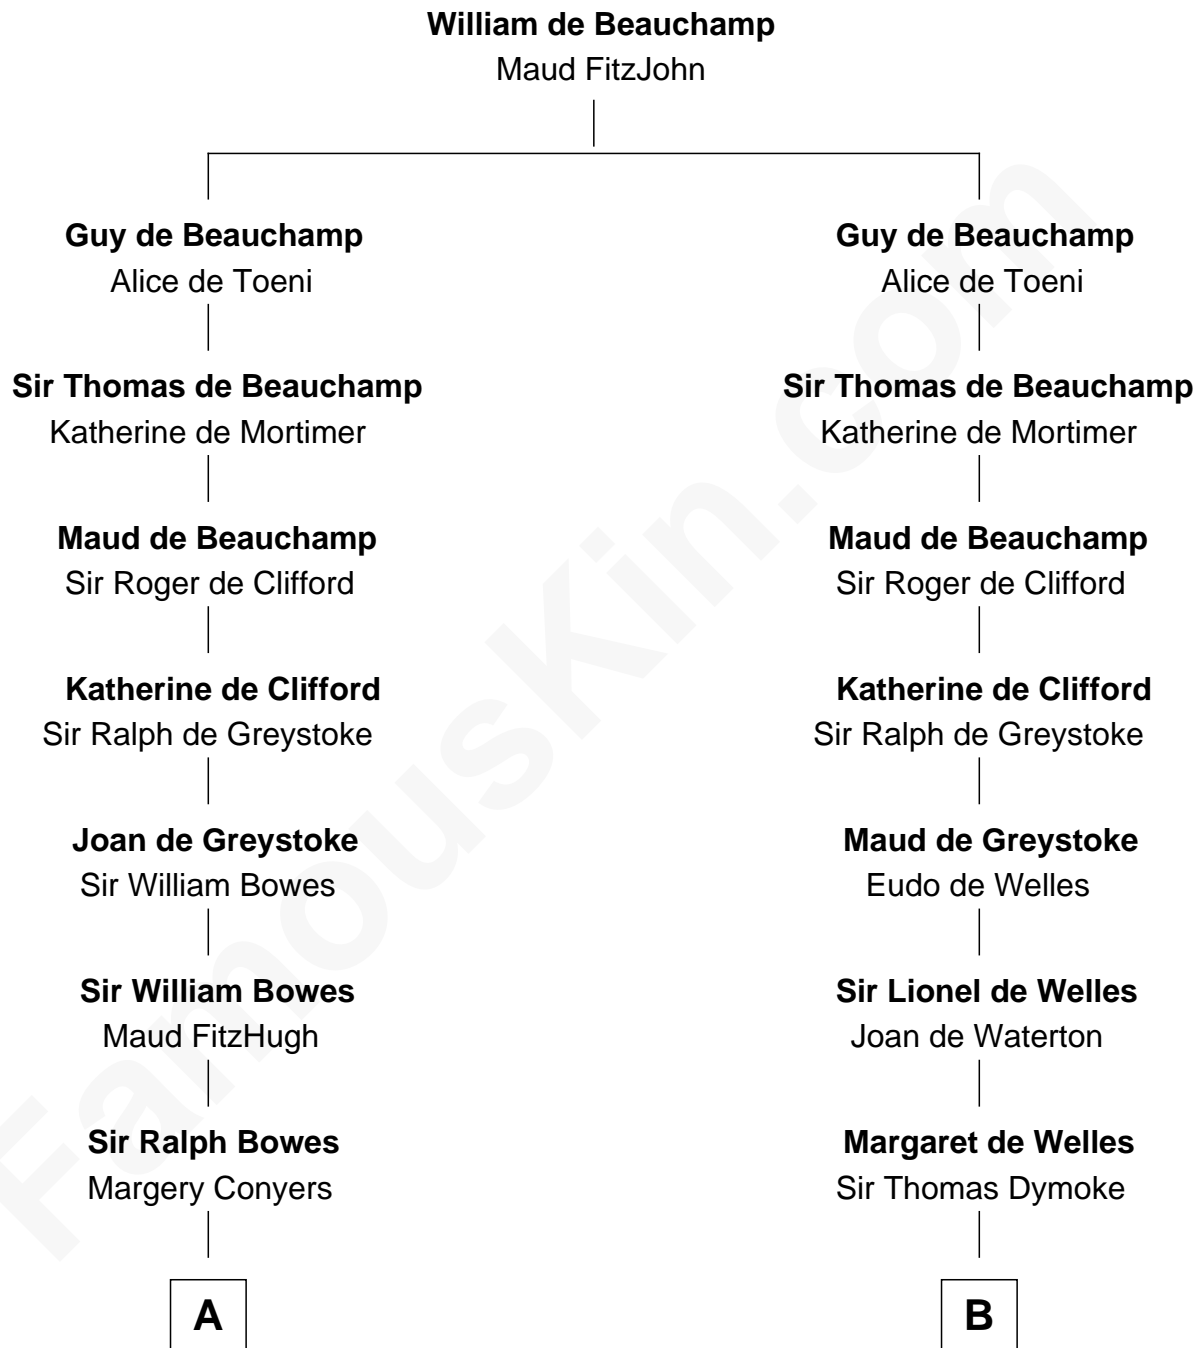 William de Beauchamp
Maud FitzJohn
Guy de Beauchamp
Alice de Toeni
Sir Thomas de Beauchamp
Katherine de Mortimer
Maud de Beauchamp
Sir Roger de Clifford
Katherine de Clifford
Sir Ralph de Greystoke
Joan de Greystoke
Sir William Bowes
Sir William Bowes
Maud FitzHugh
Sir Ralph Bowes
Margery Conyers
A
Guy de Beauchamp
Alice de Toeni
Sir Thomas de Beauchamp
Katherine de Mortimer
Maud de Beauchamp
Sir Roger de Clifford
Katherine de Clifford
Sir Ralph de Greystoke
Maud de Greystoke
Eudo de Welles
Sir Lionel de Welles
Joan de Waterton
Margaret de Welles
Sir Thomas Dymoke
B
FamousKin.com